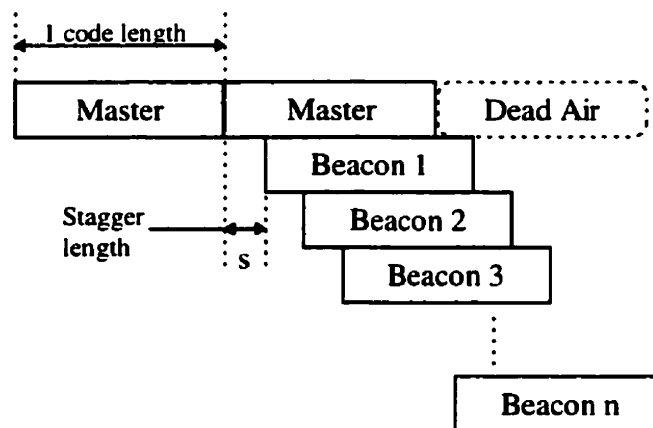 1 code length
Master
Master
Dead Air
Beacon 1
Beacon 2
Beacon 3
Stagger
length
s
Beacon n